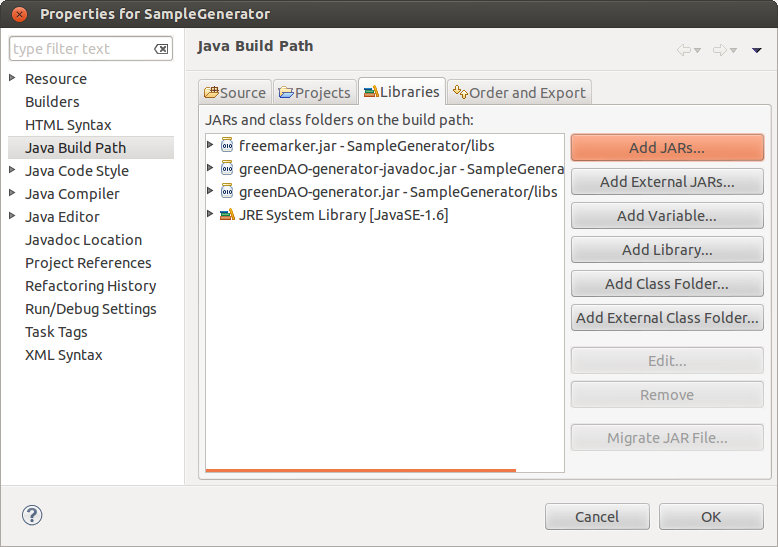 Properties for SampleGenerator
type filter text
Resource
Builders
HTML Syntax
Java Build Path
Java Code Style
Java Compiler
Java Editor
Javadoc Location
Project References
Refactoring History
Run/Debug Settings
Task Tags
XML Syntax
Java Build Path
Source Projects Libraries Order and Export
JARs and class folders on the build path:
freemarker.jar - SampleGenerator/libs
greenDAO-generator-javadoc.jar - SampleGenera
greenDAO-generator.jar - SampleGenerator/libs
JRE System Library [JavaSE-1.6]
Add JARs...
Add External JARs...
Add Variable...
Add Library...
Add Class Folder...
Add External Class Folder...
Edit...
Remove
Migrate JAR File...
? Cancel OK